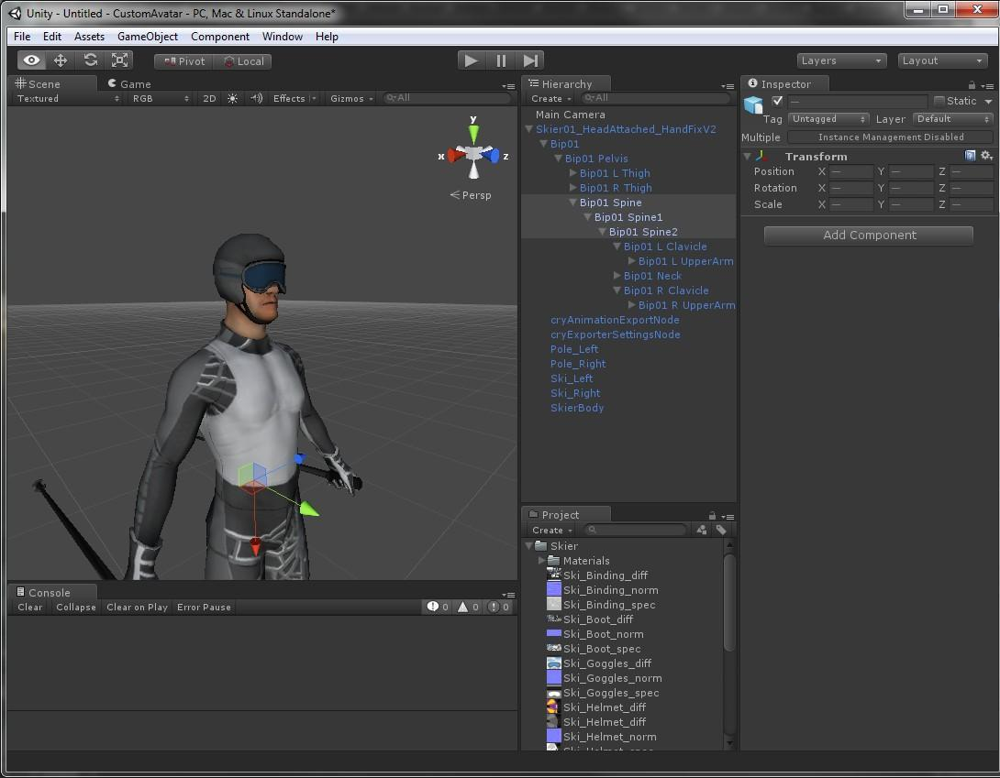 Unity - Untitled - CustomAvatar - PC, Mac & Linux Standalone*
File Edit Assets GameObject Component Window Help
Pivot Local Layers Layout
Scene Game
Textured RGB 2D Effects Gizmos All
y
x z
Persp
Console
Clear Collapse Clear on Play Error Pause 0 0 0
Hierarchy
Create All
Main Camera
Skier01_HeadAttached_HandFixV2
Bip01
Bip01 Pelvis
Bip01 L Thigh
Bip01 R Thigh
Bip01 Spine
Bip01 Spine1
Bip01 Spine2
Bip01 L Clavicle
Bip01 L UpperArm
Bip01 Neck
Bip01 R Clavicle
Bip01 R UpperArm
cryAnimationExportNode
cryExporterSettingsNode
Pole_Left
Pole_Right
Ski_Left
Ski_Right
SkierBody
Project
Create
Skier
Materials
Ski_Binding_diff
Ski_Binding_norm
Ski_Binding_spec
Ski_Boot_diff
Ski_Boot_norm
Ski_Boot_spec
Ski_Goggles_diff
Ski_Goggles_norm
Ski_Goggles_spec
Ski_Helmet_diff
Ski_Helmet_diff
Ski_Helmet_norm
Inspector
— Static
Tag Untagged Layer Default
Multiple Instance Management Disabled
Transform
Position X — Y — Z —
Rotation X — Y — Z —
Scale X — Y — Z —
Add Component